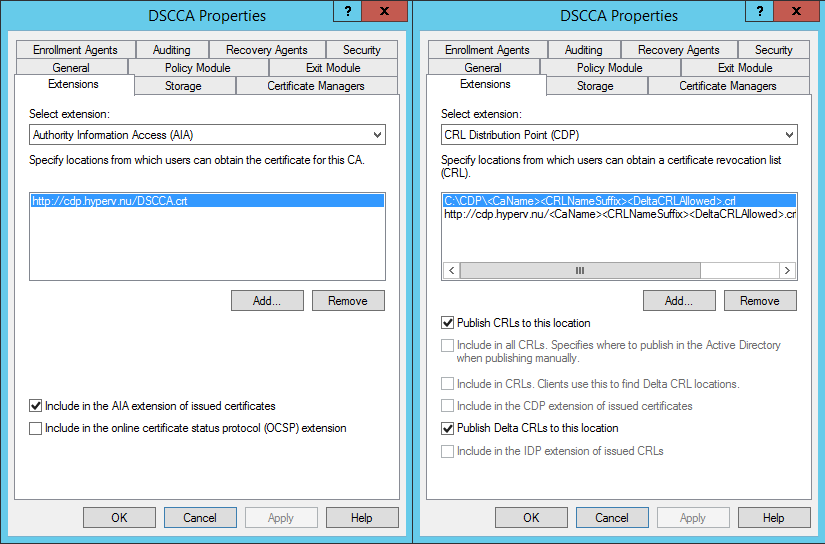 DSCCA Properties
?
x
Enrollment Agents
Auditing
Recovery Agents
Security
General
Policy Module
Exit Module
Extensions
Storage
Certificate Managers
Select extension:
Authority Information Access (AIA)
Specify locations from which users can obtain the certificate for this CA.
http://cdp.hyperv.nu/DSCCA.crt
Add...
Remove
Include in the AIA extension of issued certificates
Include in the online certificate status protocol (OCSP) extension
OK
Cancel
Apply
Help
DSCCA Properties
?
x
Enrollment Agents
Auditing
Recovery Agents
Security
General
Policy Module
Exit Module
Extensions
Storage
Certificate Managers
Select extension:
CRL Distribution Point (CDP)
Specify locations from which users can obtain a certificate revocation list
(CRL).
C:\CDP\<CaName><CRLNameSuffix><DeltaCRLAllowed>.crl
http://cdp.hyperv.nu/<CaName><CRLNameSuffix><DeltaCRLAllowed>.cr
Add...
Remove
Publish CRLs to this location
Include in all CRLs. Specifies where to publish in the Active Directory
when publishing manually.
Include in CRLs. Clients use this to find Delta CRL locations.
Include in the CDP extension of issued certificates
Publish Delta CRLs to this location
Include in the IDP extension of issued CRLs
OK
Cancel
Apply
Help